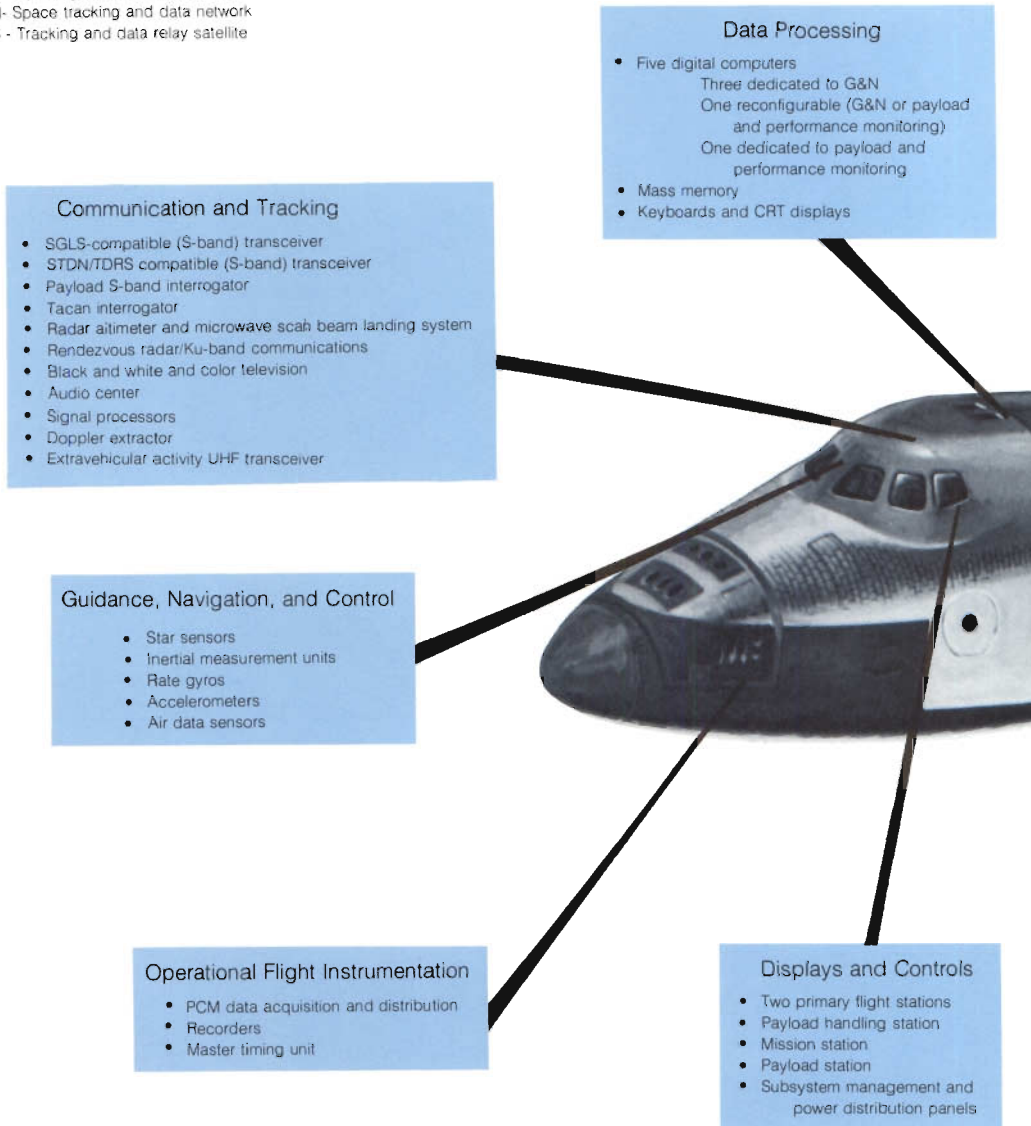 - Space tracking and data network
- Tracking and data relay satellite
Data Processing
• Five digital computers
Three dedicated to G&N
One reconfigurable (G&N or payload
and performance monitoring)
One dedicated to payload and
performance monitoring
• Mass memory
• Keyboards and CRT displays
Communication and Tracking
• SGLS-compatible (S-band) transceiver
• STDN/TDRS compatible (S-band) transceiver
• Payload S-band interrogator
• Tacan interrogator
• Radar altimeter and microwave scan beam landing system
• Rendezvous radar/Ku-band communications
• Black and white and color television
• Audio center
• Signal processors
• Doppler extractor
• Extravehicular activity UHF transceiver
Guidance, Navigation, and Control
• Star sensors
• Inertial measurement units
• Rate gyros
• Accelerometers
• Air data sensors
Operational Flight Instrumentation
• PCM data acquisition and distribution
• Recorders
• Master timing unit
Displays and Controls
• Two primary flight stations
• Payload handling station
• Mission station
• Payload station
• Subsystem management and
power distribution panels